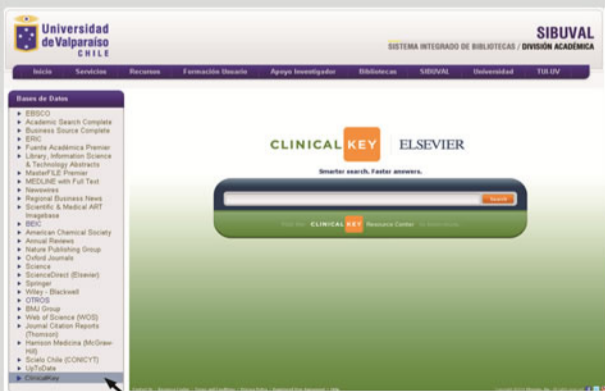 Universidad
de Valparaíso
CHILE
SIBUVAL
SISTEMA INTEGRADO DE BIBLIOTECAS / DIVISIÓN ACADÉMICA
Inicio Servicios Recursos Formación Usuario Apoyo Investigador Bibliotecas SIBUVAL Universidad TUI-UV
Bases de Datos
EBSCO
Academic Search Complete
Business Source Complete
ERIC
Fuente Académica Premier
Library, Information Science
& Technology Abstracts
MasterFILE Premier
MEDLINE with Full Text
Newswires
Regional Business News
Scientific & Medical ART
Imagebase
BEIC
American Chemical Society
Annual Reviews
Nature Publishing Group
Oxford Journals
Science
ScienceDirect (Elsevier)
Springer
Wiley - Blackwell
OTROS
BMJ Group
Web of Science (WOS)
Journal Citation Reports
(Thomson)
Harrison Medicina (McGraw-
Hill)
Scielo Chile (CONICYT)
UpToDate
ClinicalKey
CLINICAL KEY ELSEVIER
Smarter search. Faster answers.
Search
CLINICAL KEY Resource Center